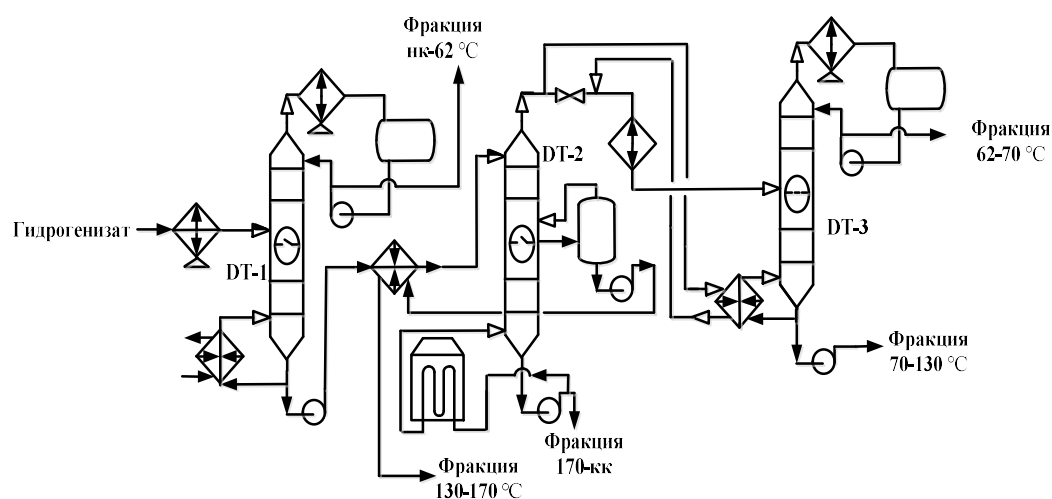 Фракция
нк-62 °С
DT-2
Фракция
62-70 °С
Гидрогенизат
DT-1
DT-3
Фракция
70-130 °С
Фракция
170-кк
Фракция
130-170 °С